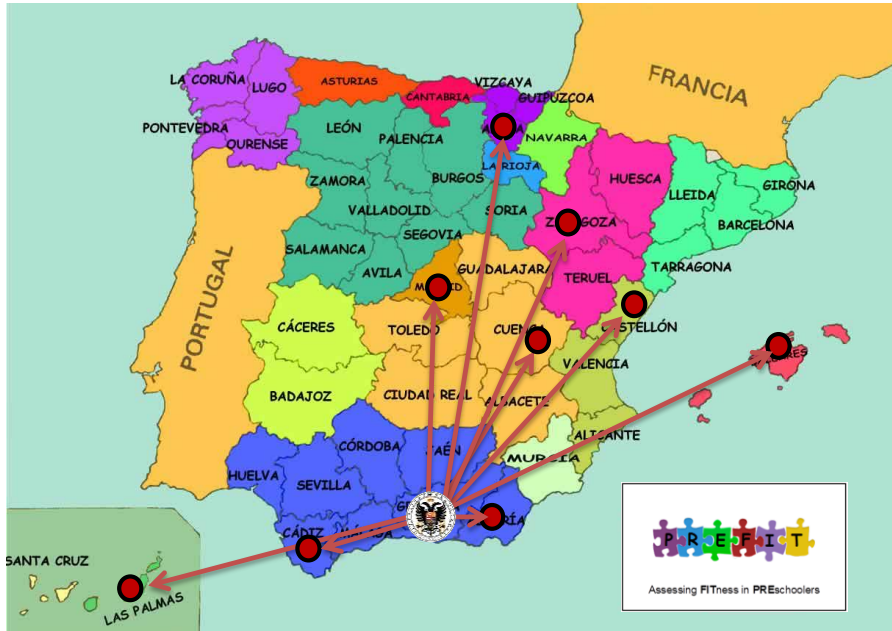 FRANCIA
VIZCAYA
LA CORUÑA
LUGO
ASTURIAS
CANTABRIA
GUIPUZCOA
PONTEVEDRA
OURENSE
LEÓN
PALENCIA
NAVARRA
LA RIOJA
BURGOS
HUESCA
LLEIDA
GIRONA
ZAMORA
VALLADOLID
SORIA
BARCELONA
SEGOVIA
SALAMANCA
AVILA
GUADALAJARA
TERUEL
TARRAGONA
PORTUGAL
CÁCERES
TOLEDO
CUENCA
VALENCIA
BADAJOZ
CIUDAD REAL
ALBACETE
ALICANTE
CÓRDOBA
JAÉN
MURCIA
HUELVA
SEVILLA
CÁDIZ
SANTA CRUZ
LAS PALMAS
PREFIT
Assessing FITness in PREschoolers